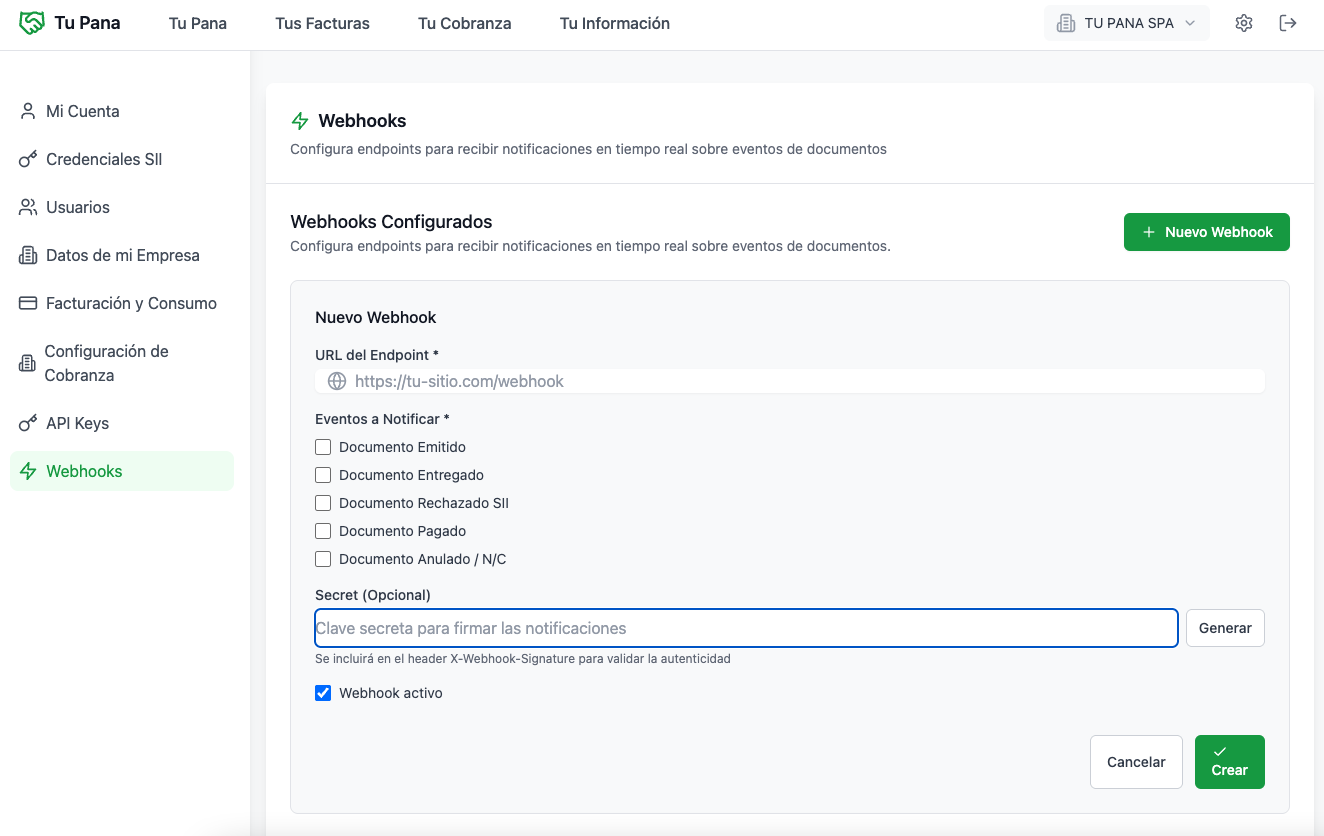 Tu Pana
Tu Pana
Tus Facturas
Tu Cobranza
Tu Información
TU PANA SPA
Mi Cuenta
Credenciales SII
Usuarios
Datos de mi Empresa
Facturación y Consumo
Configuración de
Cobranza
API Keys
Webhooks
Webhooks
Configura endpoints para recibir notificaciones en tiempo real sobre eventos de documentos
Webhooks Configurados
Configura endpoints para recibir notificaciones en tiempo real sobre eventos de documentos.
+ Nuevo Webhook
Nuevo Webhook
URL del Endpoint *
https://tu-sitio.com/webhook
Eventos a Notificar *
Documento Emitido
Documento Entregado
Documento Rechazado SII
Documento Pagado
Documento Anulado / N/C
Secret (Opcional)
Clave secreta para firmar las notificaciones
Generar
Se incluirá en el header X-Webhook-Signature para validar la autenticidad
Webhook activo
Cancelar
Crear